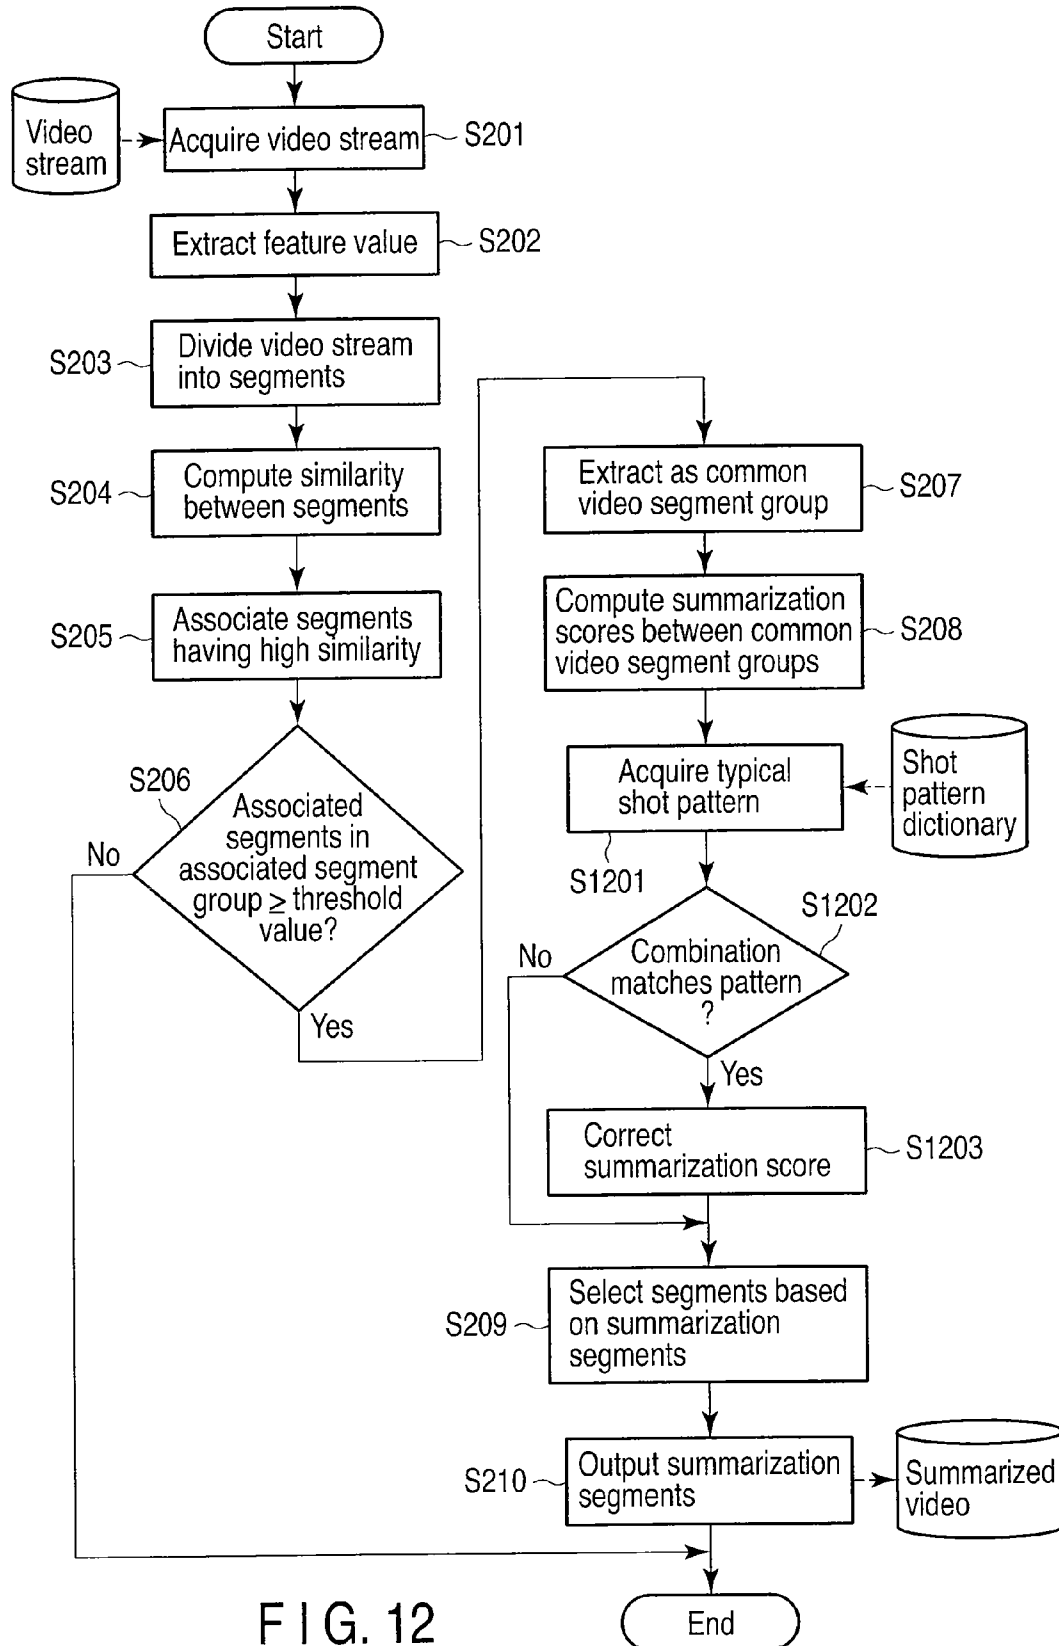 Start
Video
stream
Acquire video stream
S201
Extract feature value
S202
S203
Divide video stream
into segments
S204
Compute similarity
between segments
S205
Associate segments
having high similarity
S206
Associated
segments in
associated segment
group ≥ threshold
value?
No
Yes
Extract as common
video segment group
S207
Compute summarization
scores between common
video segment groups
S208
Acquire typical
shot pattern
S1201
Shot
pattern
dictionary
S1202
Combination
matches pattern
?
No
Yes
Correct
summarization score
S1203
S209
Select segments based
on summarization
segments
S210
Output summarization
segments
Summarized
video
End
FIG. 12